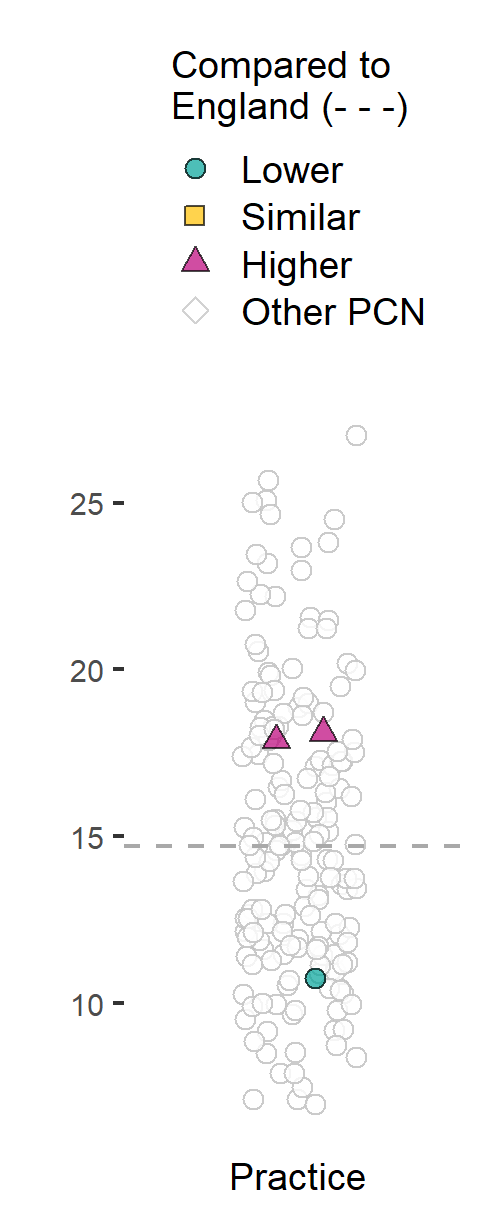 Compared to
England (- - -)
Lower
Similar
Higher
Other PCN
25
20
15
10
Practice